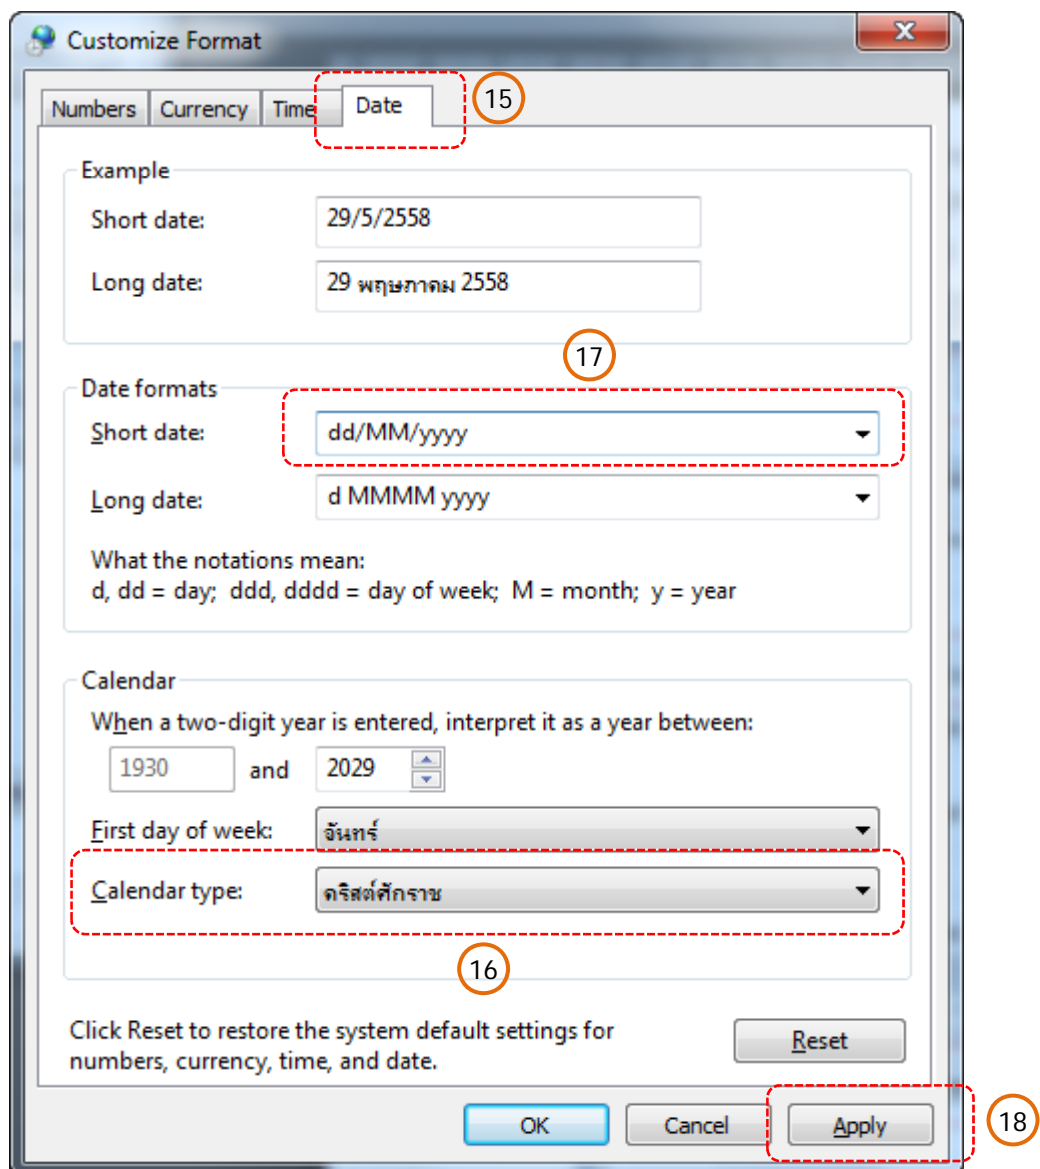 Customize Format
Numbers Currency Time Date 15
Example
Short date: 29/5/2558
Long date: 29 พฤษภาคม 2558
17
Date formats
Short date: dd/MM/yyyy
Long date: d MMMM yyyy
What the notations mean:
d, dd = day; ddd, dddd = day of week; M = month; y = year
Calendar
When a two-digit year is entered, interpret it as a year between:
1930 and 2029
First day of week: จันทร์
Calendar type: คริสต์ศักราช
16
Click Reset to restore the system default settings for
numbers, currency, time, and date.
Reset
OK Cancel Apply 18